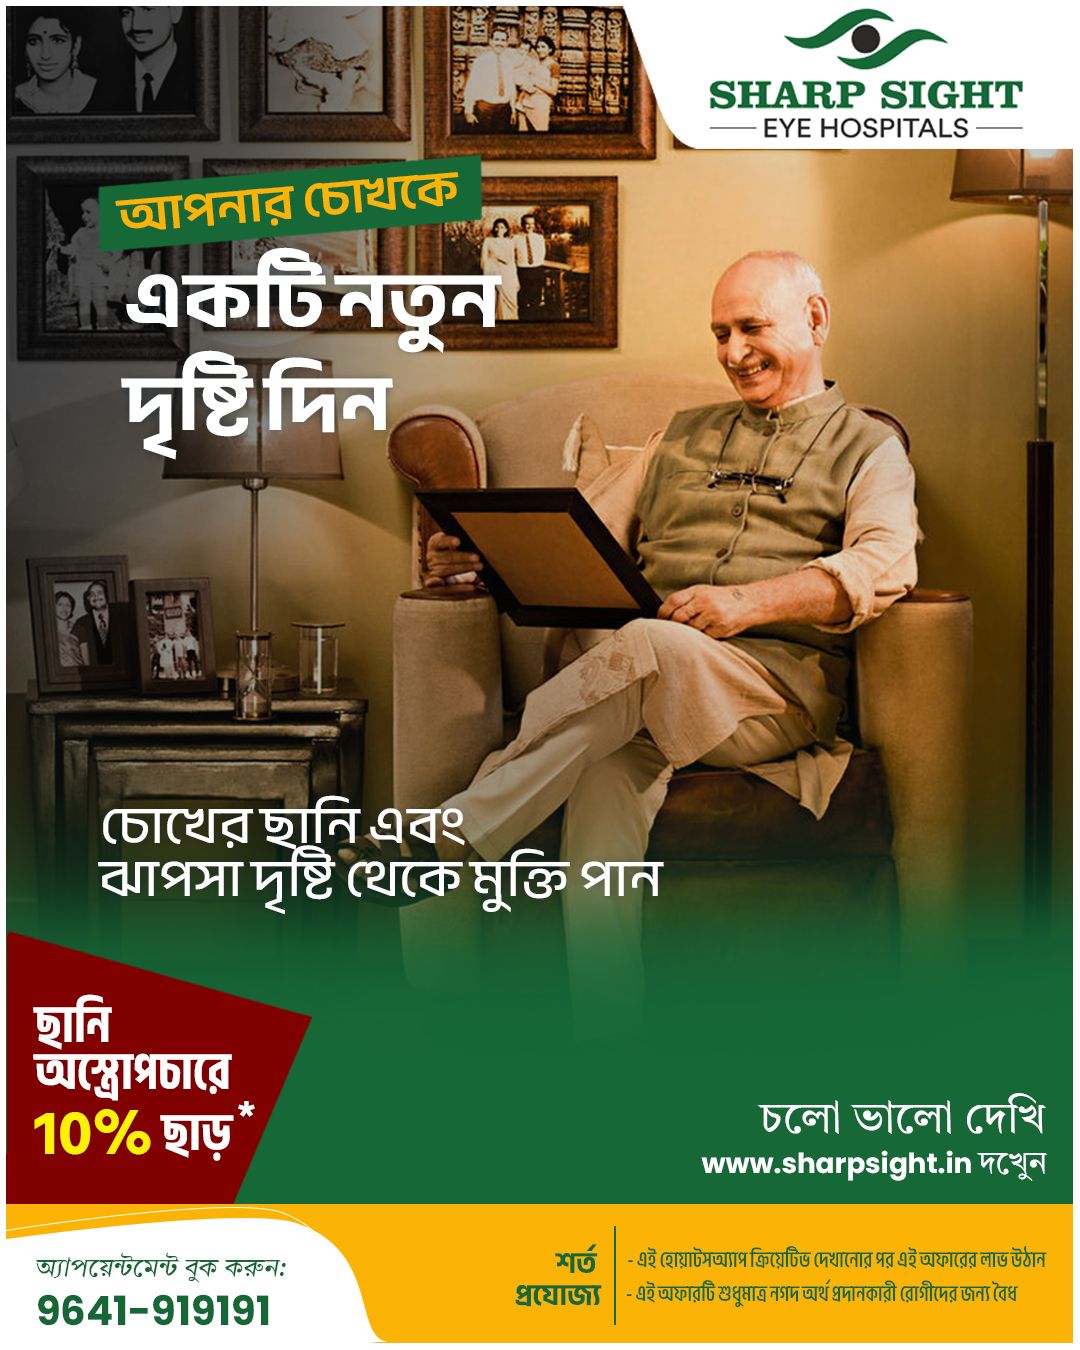 SHARP SIGHT
EYE HOSPITALS
আপনার চোখকে
একটি নতুন
দৃষ্টি দিন
চোখের ছানি এবং
ঝাপসা দৃষ্টি থেকে মুক্তি পান
ছানি
অস্ত্রোপচারে
10% ছাড়*
চলো ভালো দেখি
www.sharpsight.in দেখুন
অ্যাপয়েন্টমেন্ট বুক করুন:
9641-919191
শর্ত
প্রযোজ্য
- এই হোয়াটসঅ্যাপ ক্রিয়েটিভ দেখানোর পর এই অফারের লাভ উঠান
- এই অফারটি শুধুমাত্র নগদ অর্থ প্রদানকারী রোগীদের জন্য বৈধ